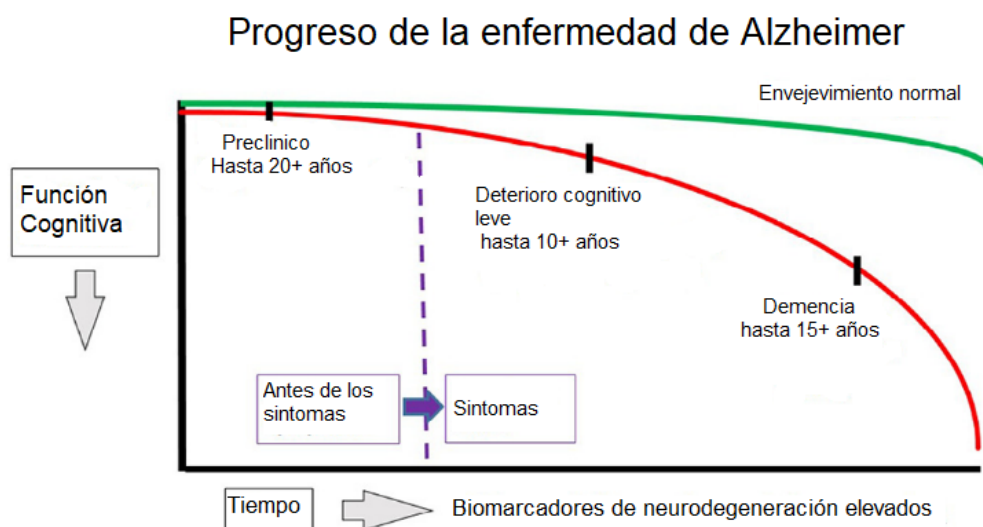 Progreso de la enfermedad de Alzheimer
Envejevimiento normal
Preclinico
Hasta 20+ años
Función
Cognitiva
Deterioro cognitivo
leve
hasta 10+ años
Demencia
hasta 15+ años
Antes de los
sintomas
Sintomas
Tiempo
Biomarcadores de neurodegeneración elevados